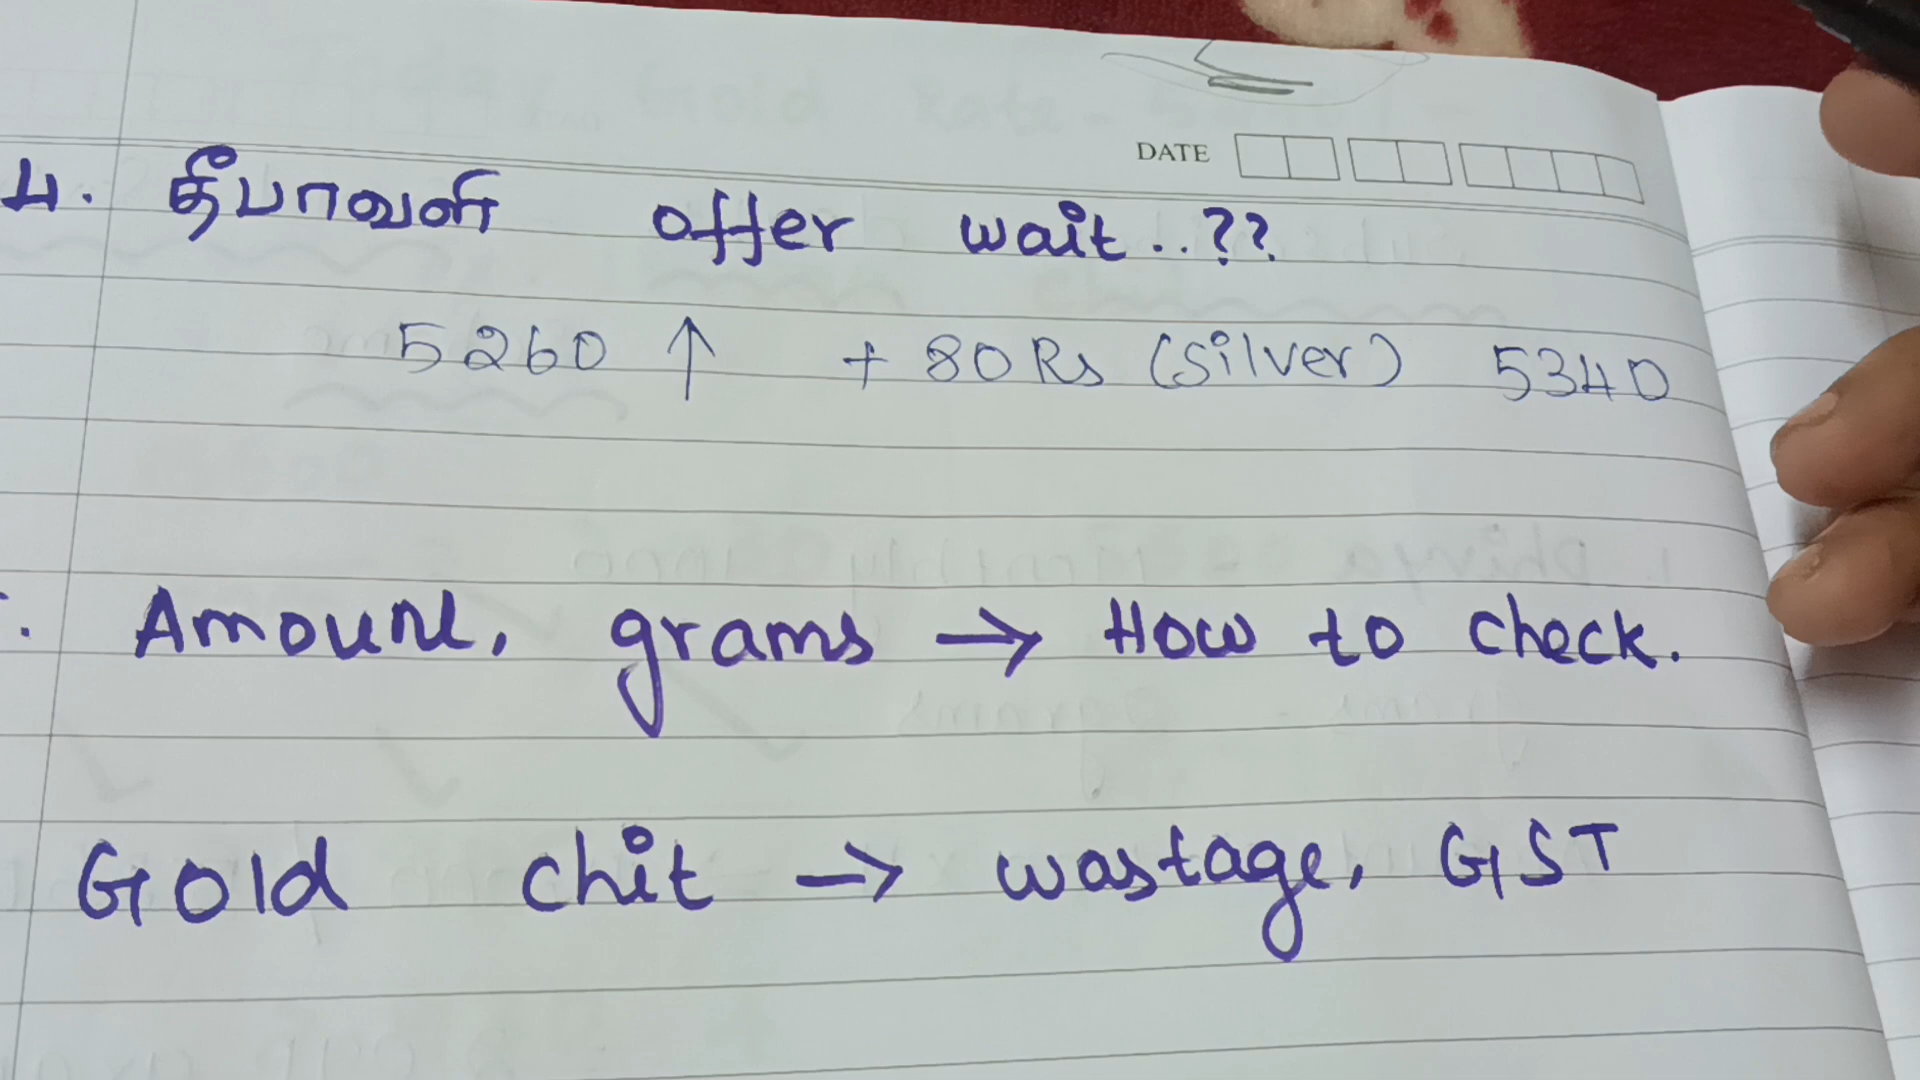 DATE
4. தீபாவளி offer wait..??
5260 ↑ + 80 Rs (Silver) 5340
. Amount, grams → How to check.
Gold chit → wastage, GST